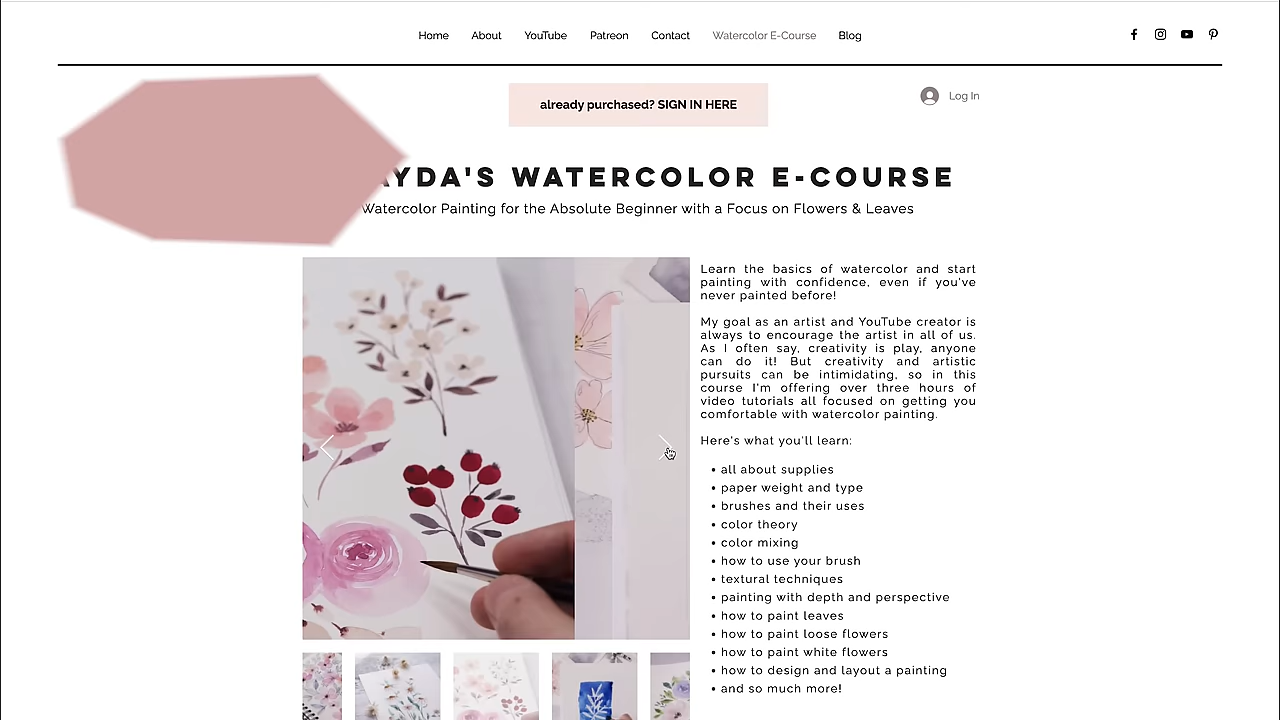 Home About YouTube Patreon Contact Watercolor E-Course Blog
already purchased? SIGN IN HERE
Log In
WATERCOLOR E-COURSE
Watercolor Painting for the Absolute Beginner with a Focus on Flowers & Leaves
Learn the basics of watercolor and start
painting with confidence, even if you've
never painted before!
My goal as an artist and YouTube creator is
always to encourage the artist in all of us.
As I often say, creativity is play, anyone
can do it! But creativity and artistic
pursuits can be intimidating, so in this
course I'm offering over three hours of
video tutorials all focused on getting you
comfortable with watercolor painting.
Here's what you'll learn:
• all about supplies
• paper weight and type
• brushes and their uses
• color theory
• color mixing
• how to use your brush
• textural techniques
• painting with depth and perspective
• how to paint leaves
• how to paint loose flowers
• how to paint white flowers
• how to design and layout a painting
• and so much more!